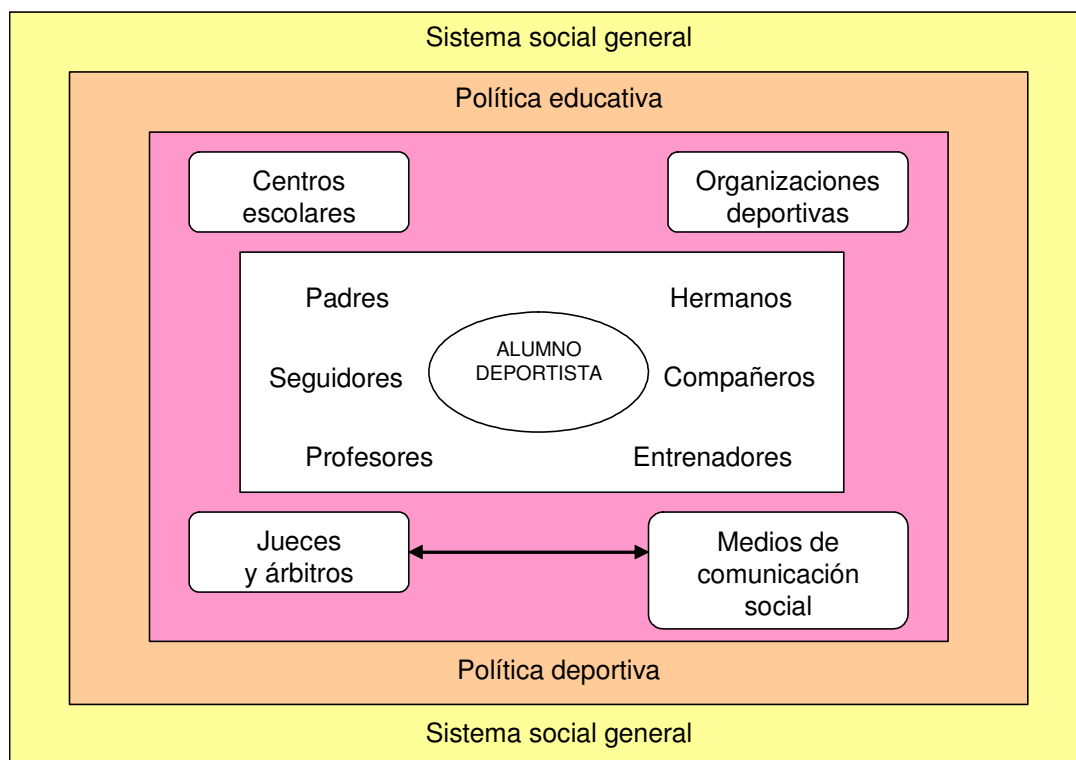 Sistema social general
Política educativa
Centros
escolares
Organizaciones
deportivas
Padres
Hermanos
ALUMNO
DEPORTISTA
Seguidores
Compañeros
Profesores
Entrenadores
Jueces
y árbitros
Medios de
comunicación
social
Política deportiva
Sistema social general